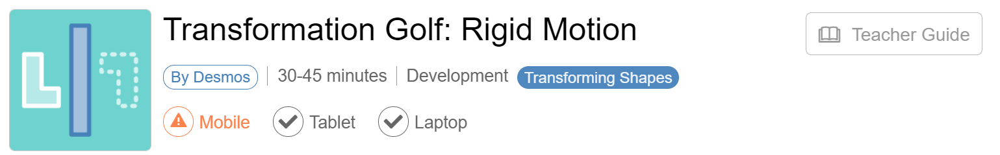 Transformation Golf: Rigid Motion
Teacher Guide
By Desmos 30-45 minutes Development Transforming Shapes
Mobile Tablet Laptop